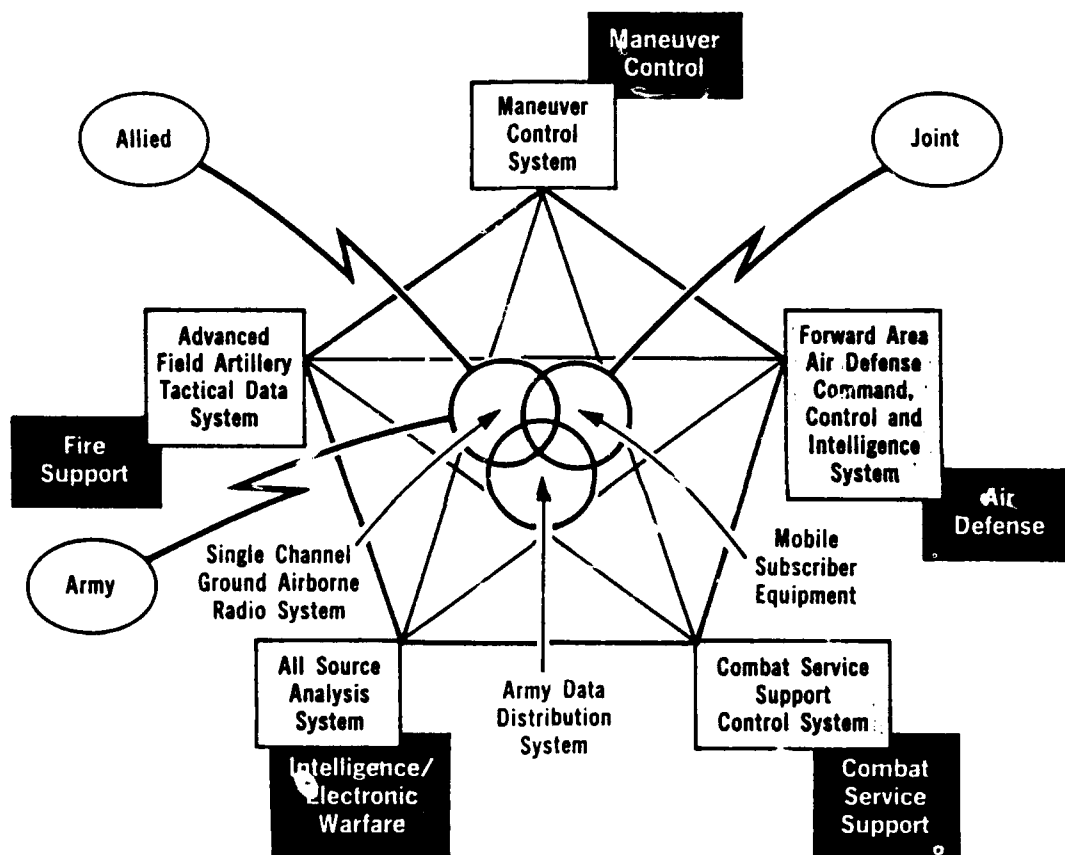 Maneuver
Control
Maneuver
Control
System
Allied
Joint
Advanced
Field Artillery
Tactical Data
System
Forward Area
Air Defense
Command,
Control and
Intelligence
System
Fire
Support
Air
Defense
Army
Single Channel
Ground Airborne
Radio System
Mobile
Subscriber
Equipment
All Source
Analysis
System
Army Data
Distribution
System
Combat Service
Support
Control System
Intelligence/
Electronic
Warfare
Combat
Service
Support